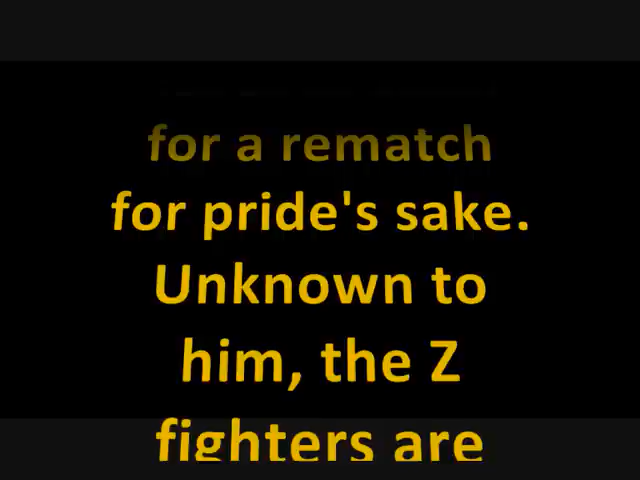 for a rematch
for pride's sake.
Unknown to
him, the Z
fighters are